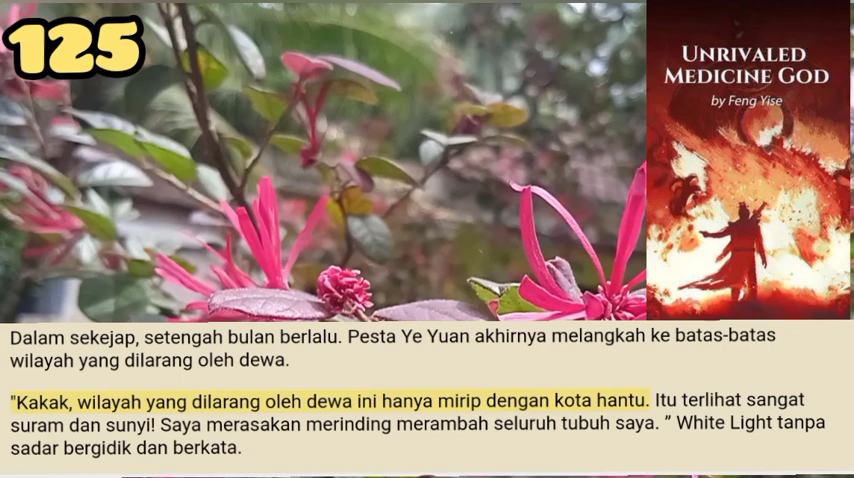 125
UNRIVALED
MEDICINE GOD
by Feng Yise
Dalam sekejap, setengah bulan berlalu. Pesta Ye Yuan akhirnya melangkah ke batas-batas
wilayah yang dilarang oleh dewa.
"Kakak, wilayah yang dilarang oleh dewa ini hanya mirip dengan kota hantu. Itu terlihat sangat
suram dan sunyi! Saya merasakan merinding merambah seluruh tubuh saya. ” White Light tanpa
sadar bergidik dan berkata.